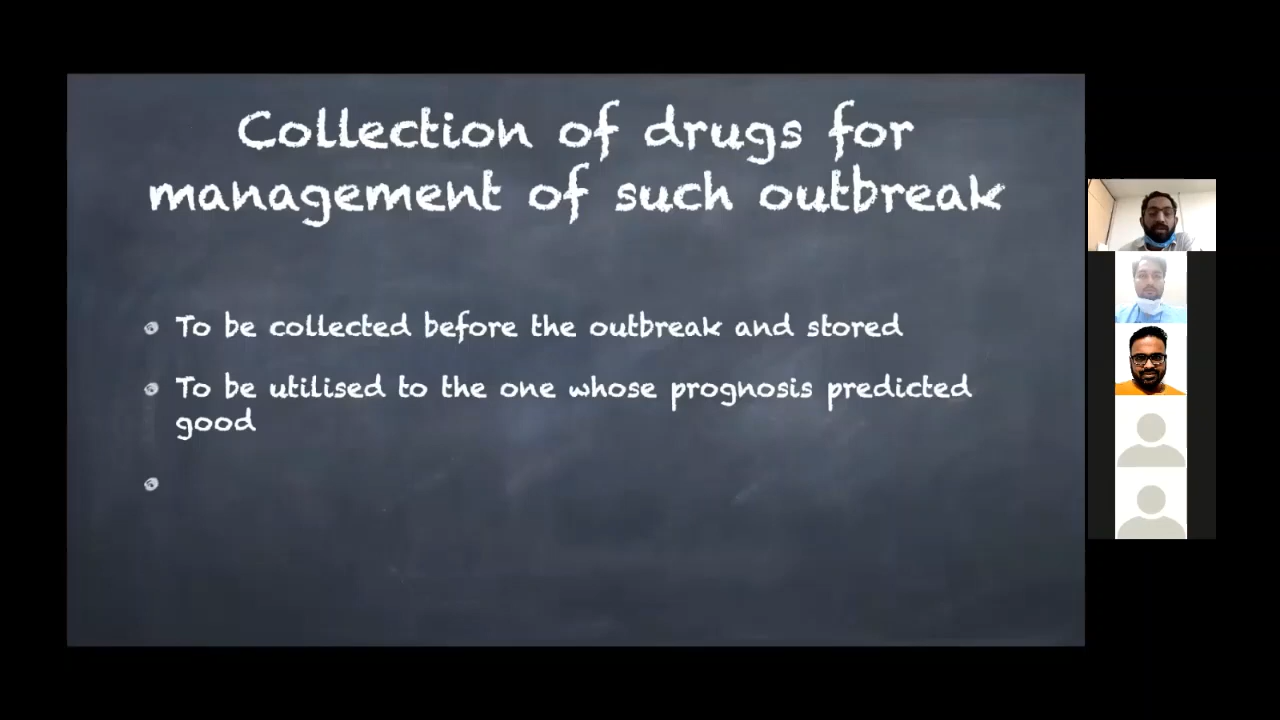 Collection of drugs for
management of such outbreak
To be collected before the outbreak and stored
To be utilised to the one whose prognosis predicted
good